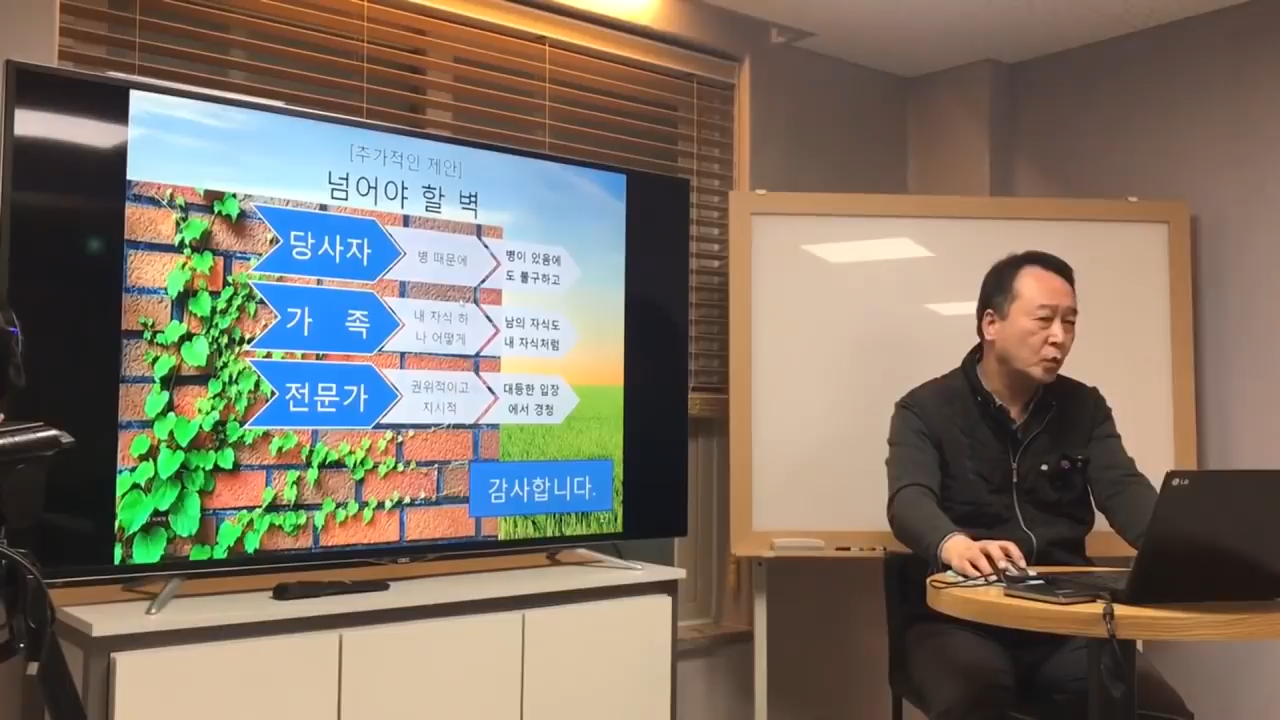 [추가적인 제안]
넘어야 할 벽
당사자
병 때문에
병이 있음에
도 불구하고
가 족
내 자식 하
나 어떻게
남의 자식도
내 자식처럼
전문가
권위적이고
지시적
대등한 입장
에서 경청
감사합니다.
LG